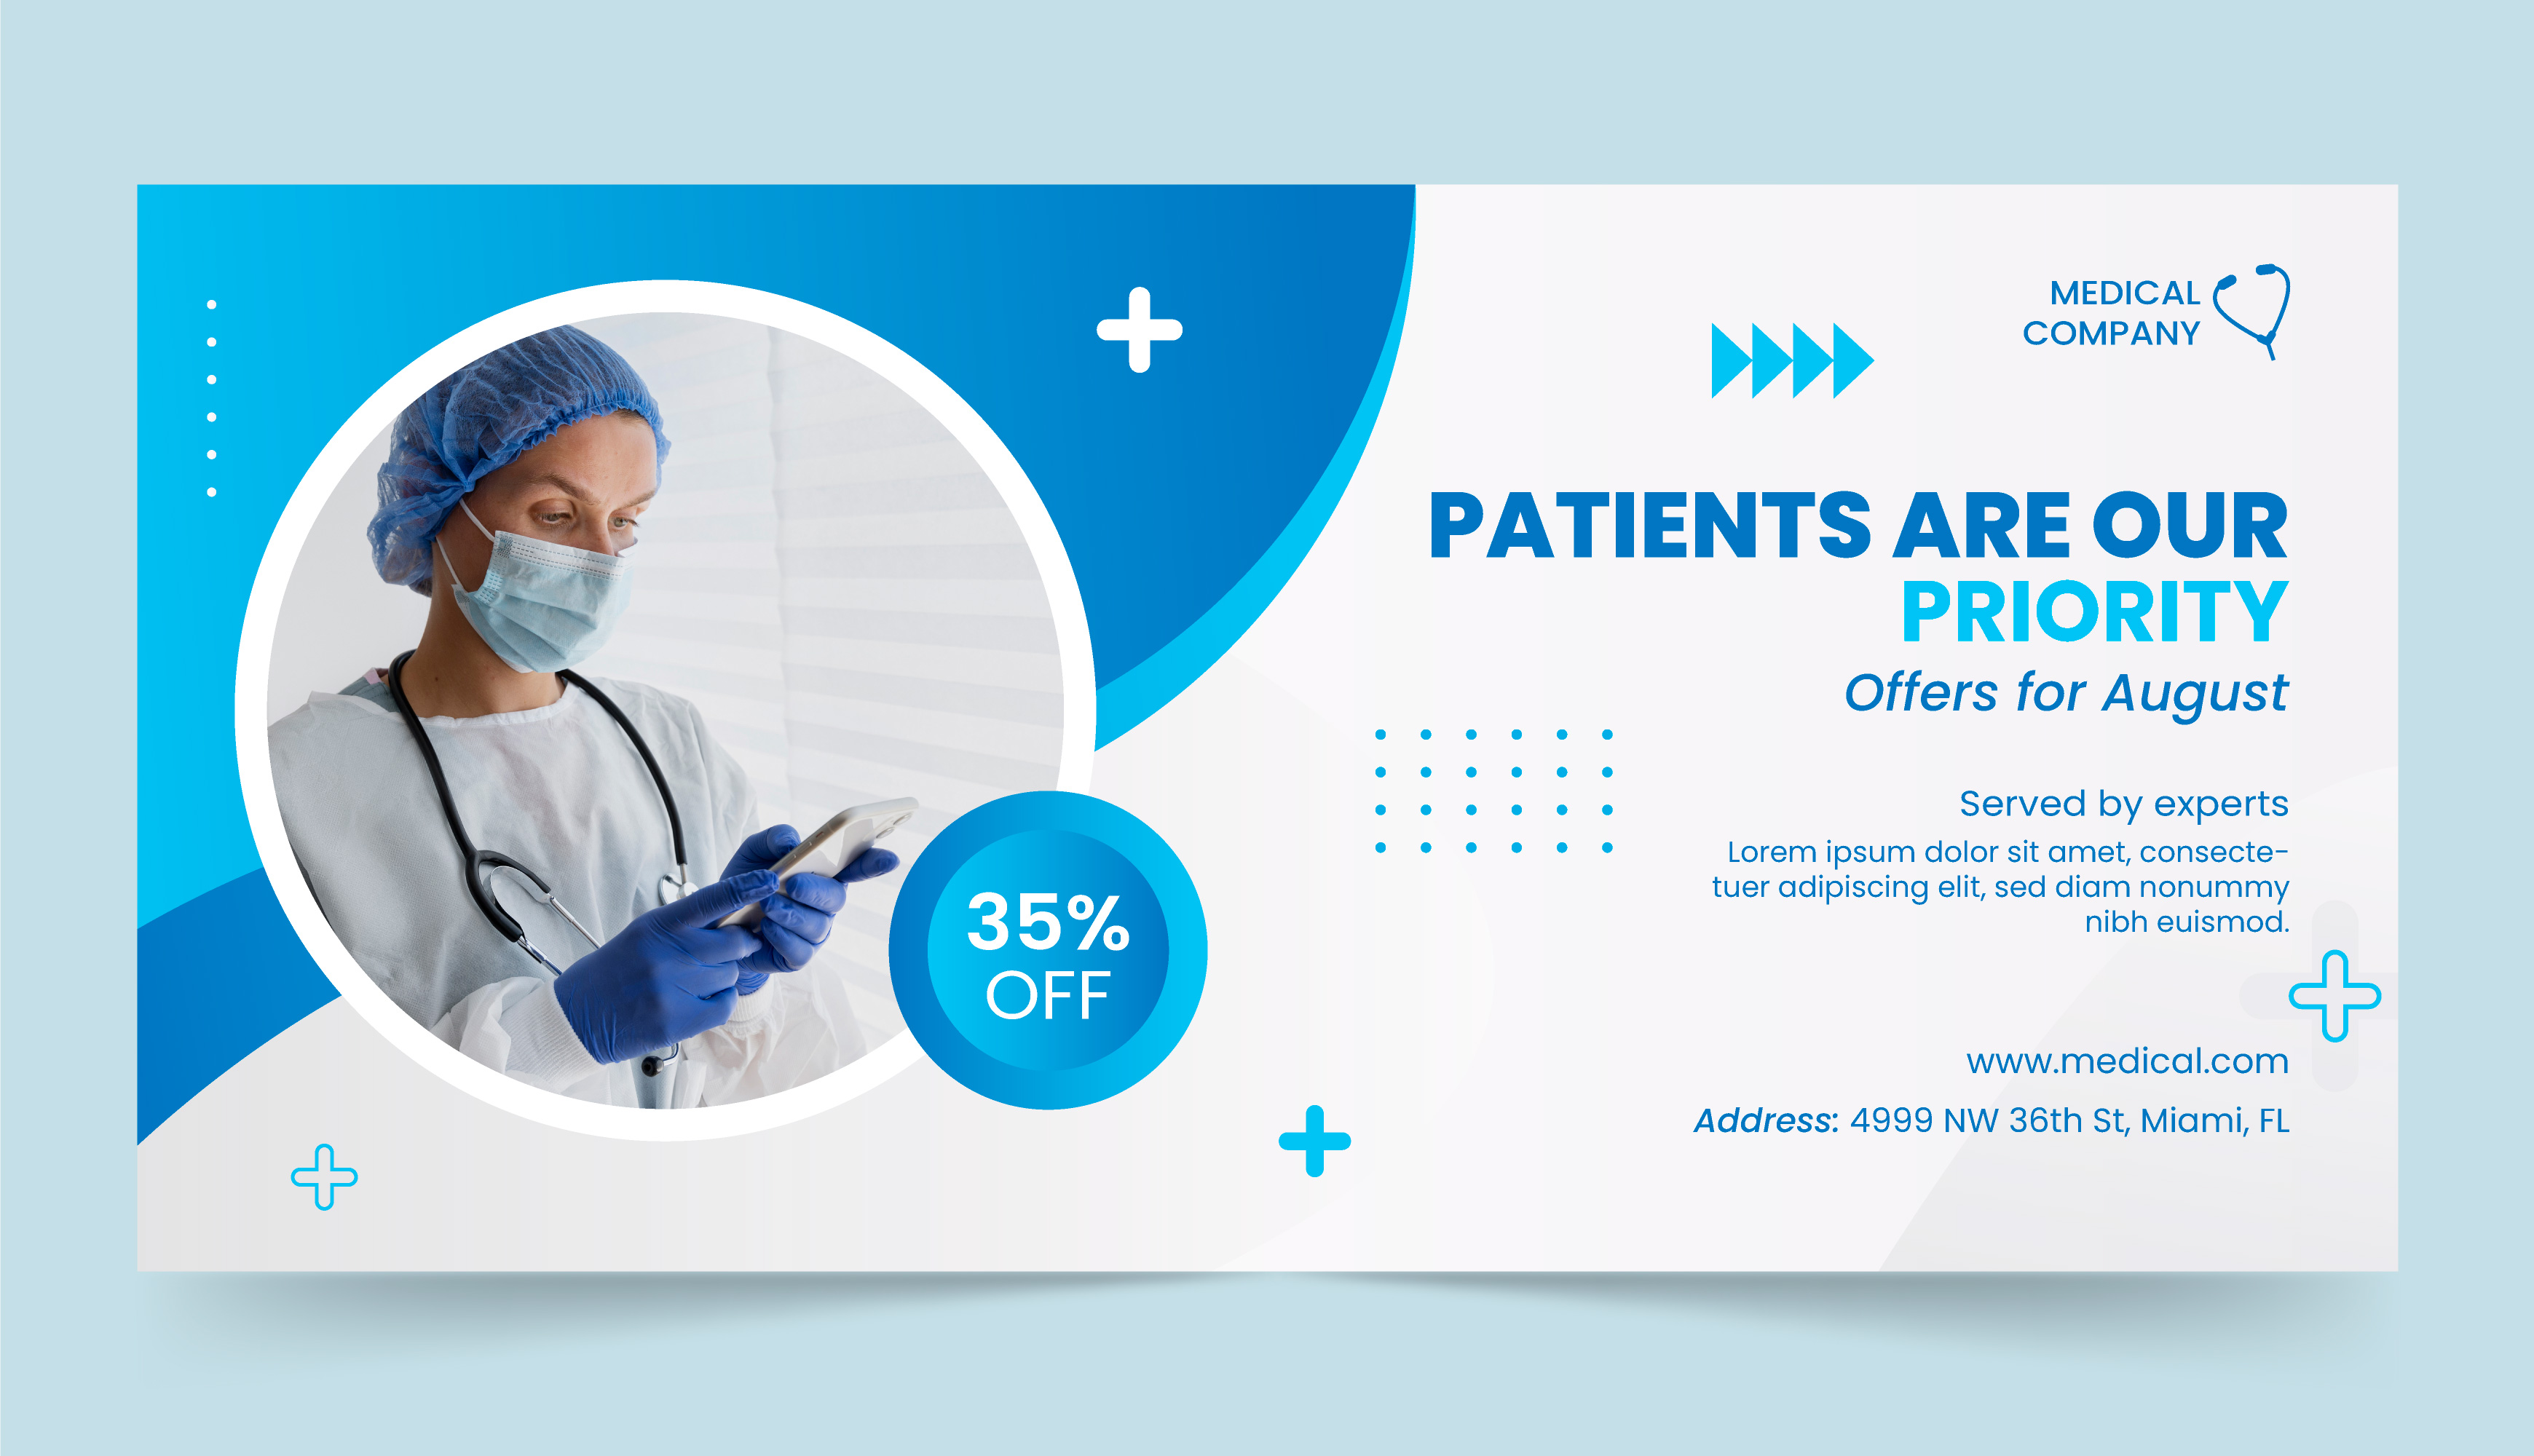 MEDICAL
COMPANY
PATIENTS ARE OUR
PRIORITY
Offers for August
Served by experts
Lorem ipsum dolor sit amet, consecte-
tuer adipiscing elit, sed diam nonummy
nibh euismod.
35%
OFF
www.medical.com
Address: 4999 NW 36th St, Miami, FL